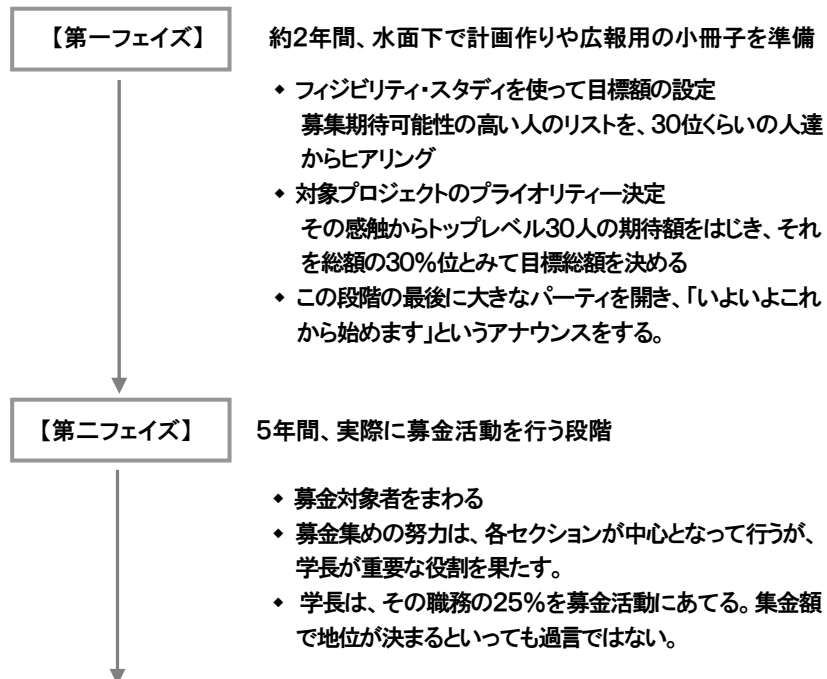 【第一フェイズ】 約2年間、水面下で計画作りや広報用の小冊子を準備
◆ フィジビリティ・スタディを使って目標額の設定
募集期待可能性の高い人のリストを、30位くらいの人達
からヒアリング
◆ 対象プロジェクトのプライオリティー決定
その感触からトップレベル30人の期待額をはじき、それ
を総額の30%位とみて目標総額を決める
◆ この段階の最後に大きなパーティを開き、「いよいよこれ
から始めます」というアナウンスをする。
【第二フェイズ】 5年間、実際に募金活動を行う段階
◆ 募金対象者をまわる
◆ 募金集めの努力は、各セクションが中心となって行うが、
学長が重要な役割を果たす。
◆ 学長は、その職務の25%を募金活動にあてる。集金額
で地位が決まるといっても過言ではない。